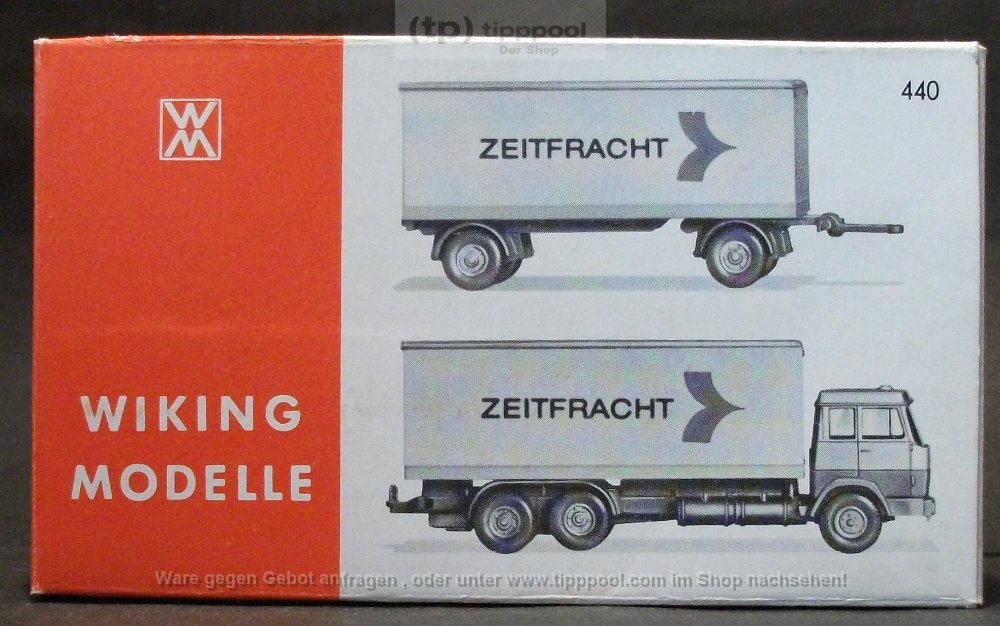 (tp) tipppool
Der Shop
WM
440
ZEITFRACHT
ZEITFRACHT
WIKING
MODELLE
Ware gegen Gebot anfragen , oder unter www.tipppool.com im Shop nachsehen!